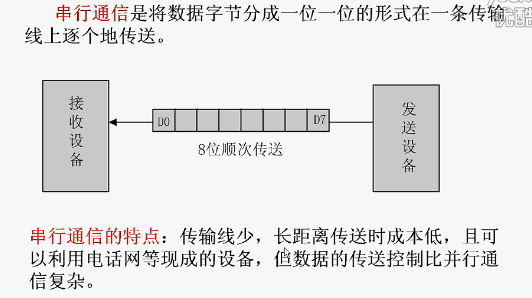 串行通信是将数据字节分成一位一位的形式在一条传输
线上逐个地传送。
接收设备
D0
D7
发送设备
8位顺次传送
串行通信的特点：传输线少，长距离传送时成本低，且可
以利用电话网等现成的设备，但数据的传送控制比并行通
信复杂。